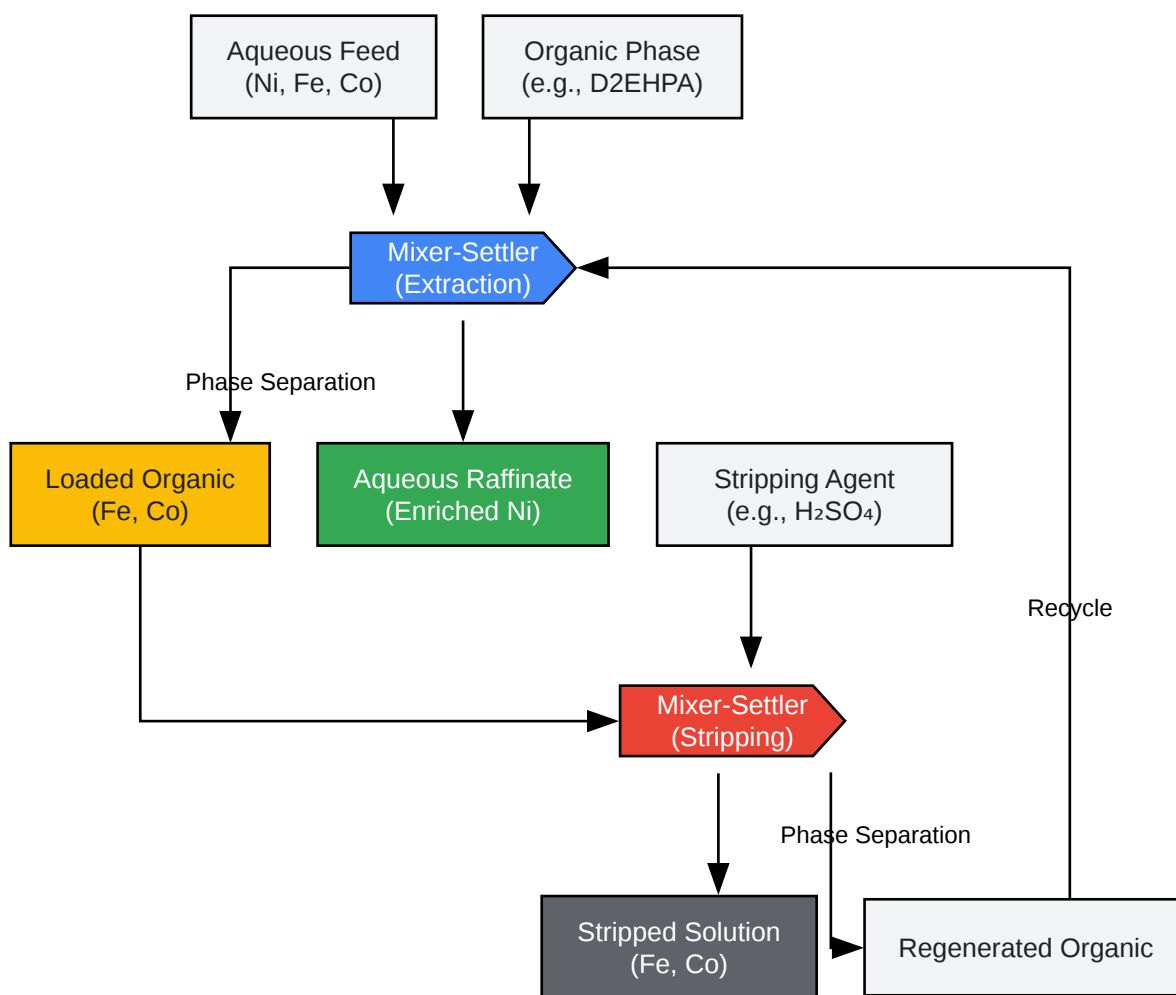 Aqueous Feed
(Ni, Fe, Co)
Organic Phase
(e.g., D2EHPA)
Mixer-Settler
(Extraction)
Phase Separation
Loaded Organic
(Fe, Co)
Aqueous Raffinate
(Enriched Ni)
Stripping Agent
(e.g., H₂SO₄)
Recycle
Mixer-Settler
(Stripping)
Phase Separation
Stripped Solution
(Fe, Co)
Regenerated Organic